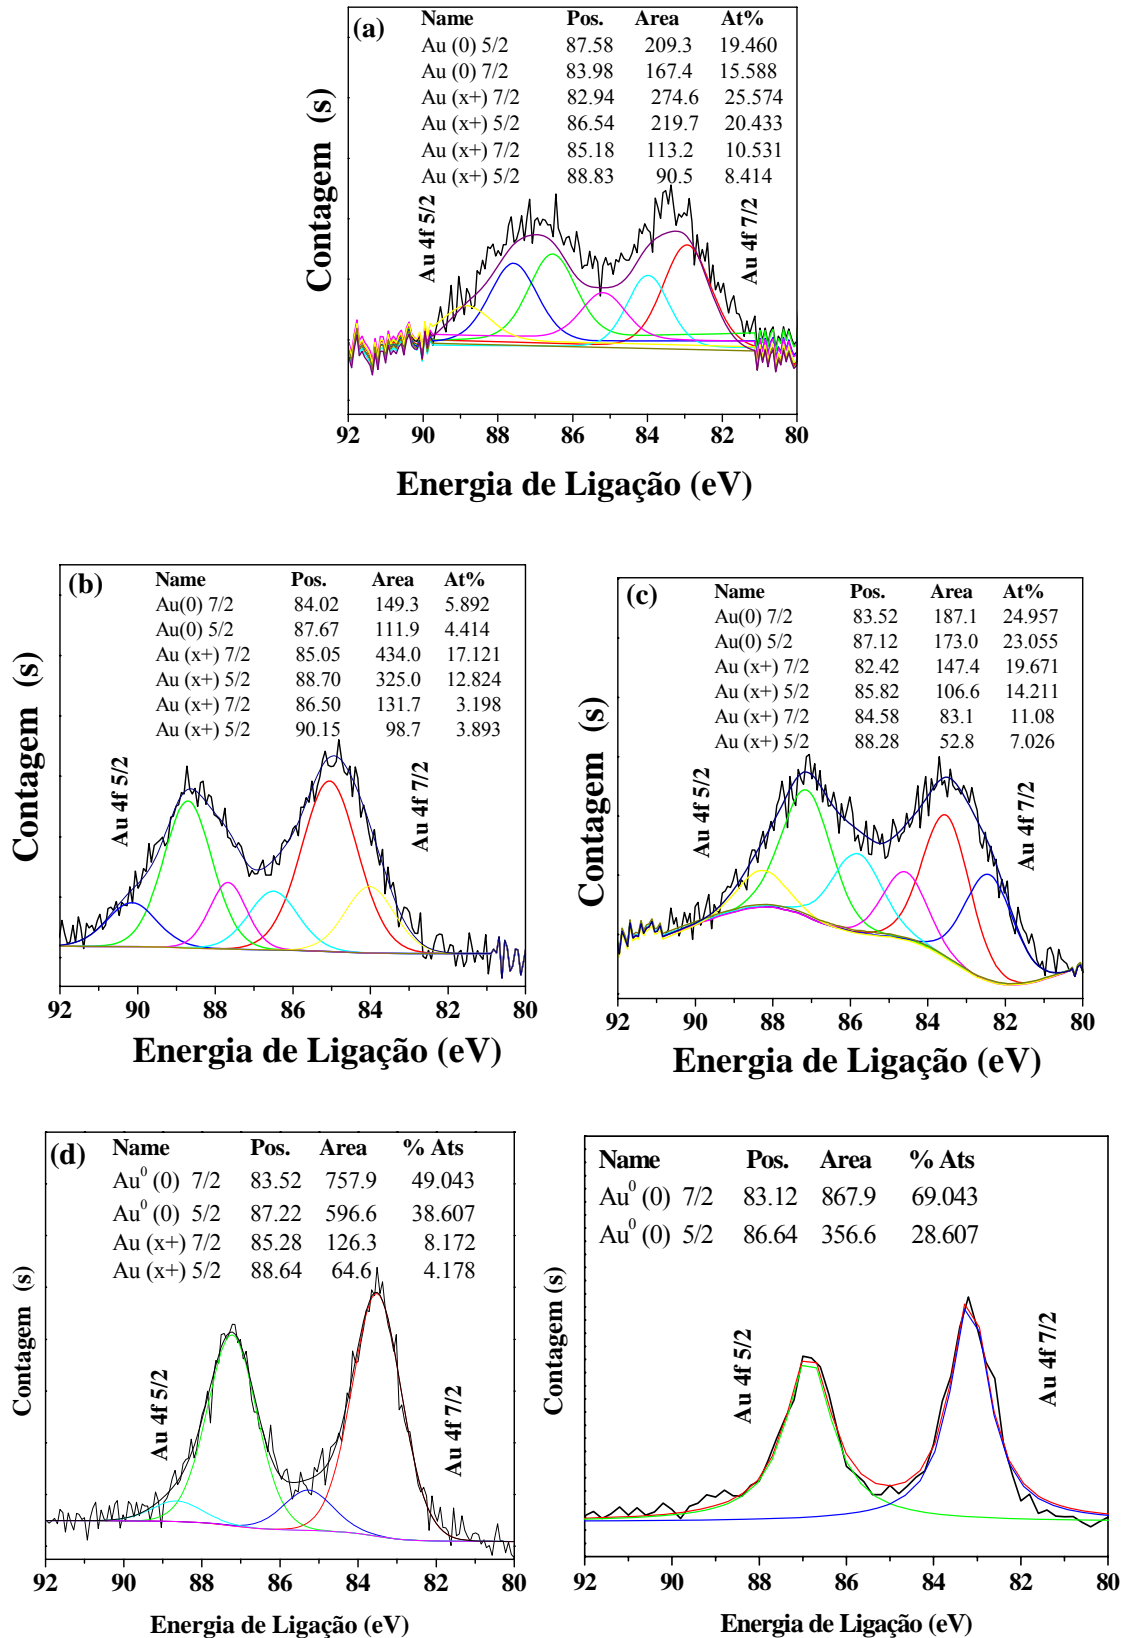 (a)
Name Pos. Area At%
Au (0) 5/2 87.58 209.3 19.460
Au (0) 7/2 83.98 167.4 15.588
Au (x+) 7/2 82.94 274.6 25.574
Au (x+) 5/2 86.54 219.7 20.433
Au (x+) 7/2 85.18 113.2 10.531
Au (x+) 5/2 88.83 90.5 8.414
Contagem (s)
Au 4f 5/2
Au 4f 7/2
92 90 88 86 84 82 80
Energia de Ligação (eV)
(b)
Name Pos. Area At%
Au(0) 7/2 84.02 149.3 5.892
Au(0) 5/2 87.67 111.9 4.414
Au (x+) 7/2 85.05 434.0 17.121
Au (x+) 5/2 88.70 325.0 12.824
Au (x+) 7/2 86.50 131.7 3.198
Au (x+) 5/2 90.15 98.7 3.893
Contagem (s)
Au 4f 5/2
Au 4f 7/2
92 90 88 86 84 82 80
Energia de Ligação (eV)
(c)
Name Pos. Area At%
Au(0) 7/2 83.52 187.1 24.957
Au(0) 5/2 87.12 173.0 23.055
Au (x+) 7/2 82.42 147.4 19.671
Au (x+) 5/2 85.82 106.6 14.211
Au (x+) 7/2 84.58 83.1 11.08
Au (x+) 5/2 88.28 52.8 7.026
Contagem (s)
Au 4f 5/2
Au 4f 7/2
92 90 88 86 84 82 80
Energia de Ligação (eV)
(d)
Name Pos. Area % Ats
Au⁰ (0) 7/2 83.52 757.9 49.043
Au⁰ (0) 5/2 87.22 596.6 38.607
Au (x+) 7/2 85.28 126.3 8.172
Au (x+) 5/2 88.64 64.6 4.178
Contagem (s)
Au 4f 5/2
Au 4f 7/2
92 90 88 86 84 82 80
Energia de Ligação (eV)
Name Pos. Area % Ats
Au⁰ (0) 7/2 83.12 867.9 69.043
Au⁰ (0) 5/2 86.64 356.6 28.607
Contagem (s)
Au 4f 5/2
Au 4f 7/2
92 90 88 86 84 82 80
Energia de Ligação (eV)